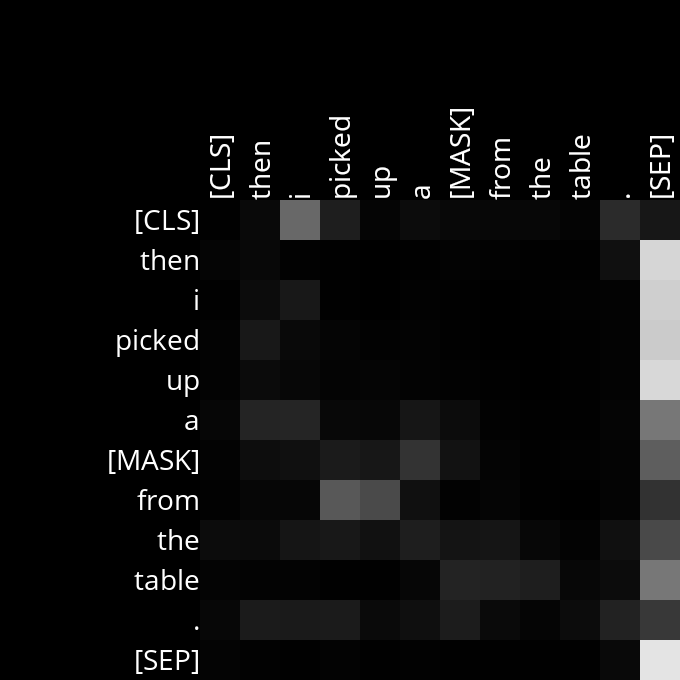 [CLS] then i picked up a [MASK] from the table . [SEP]
[CLS]
then
i
picked
up
a
[MASK]
from
the
table
.
[SEP]